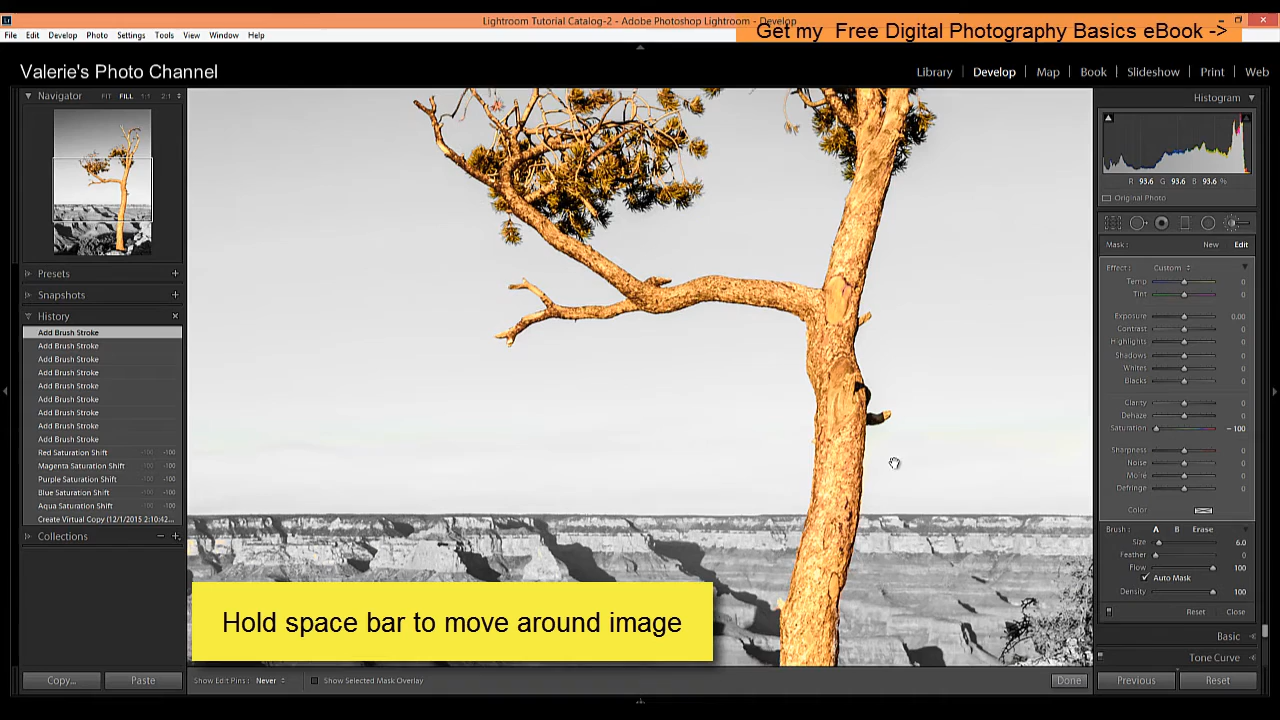 Lightroom Tutorial Catalog-2 - Adobe Photoshop Lightroom - Develop
File Edit Develop Photo Settings Tools View Window Help
Get my Free Digital Photography Basics eBook ->
Valerie's Photo Channel
Library Develop Map Book Slideshow Print Web
Navigator FIT FILL 1:1 2:1
Presets
Snapshots
History
Add Brush Stroke
Add Brush Stroke
Add Brush Stroke
Add Brush Stroke
Add Brush Stroke
Add Brush Stroke
Add Brush Stroke
Add Brush Stroke
Add Brush Stroke
Red Saturation Shift -100 -100
Magenta Saturation Shift -100 -100
Purple Saturation Shift -100 -100
Blue Saturation Shift -100 -100
Aqua Saturation Shift -100 -100
Create Virtual Copy (12/1/2015 2:10:42...
Collections
Copy... Paste
Hold space bar to move around image
Show Edit Pins: Never Show Selected Mask Overlay Done
Histogram
R 93.6 G 93.6 B 93.6 %
Original Photo
Mask: New Edit
Effect: Custom
Temp 0
Tint 0
Exposure 0.00
Contrast 0
Highlights 0
Shadows 0
Whites 0
Blacks 0
Clarity 0
Dehaze 0
Saturation -100
Sharpness 0
Noise 0
Moiré 0
Defringe 0
Color
Brush: A B Erase
Size 6.0
Feather 0
Flow 100
Auto Mask
Density 100
Reset Close
Basic
Tone Curve
Previous Reset